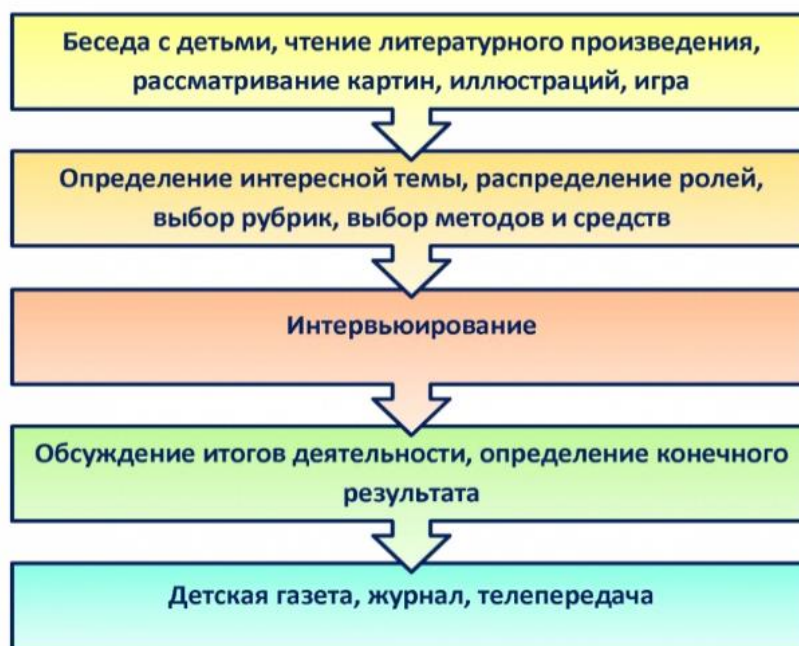 Беседа с детьми, чтение литературного произведения,
рассматривание картин, иллюстраций, игра
Определение интересной темы, распределение ролей,
выбор рубрик, выбор методов и средств
Интервьюирование
Обсуждение итогов деятельности, определение конечного
результата
Детская газета, журнал, телепередача